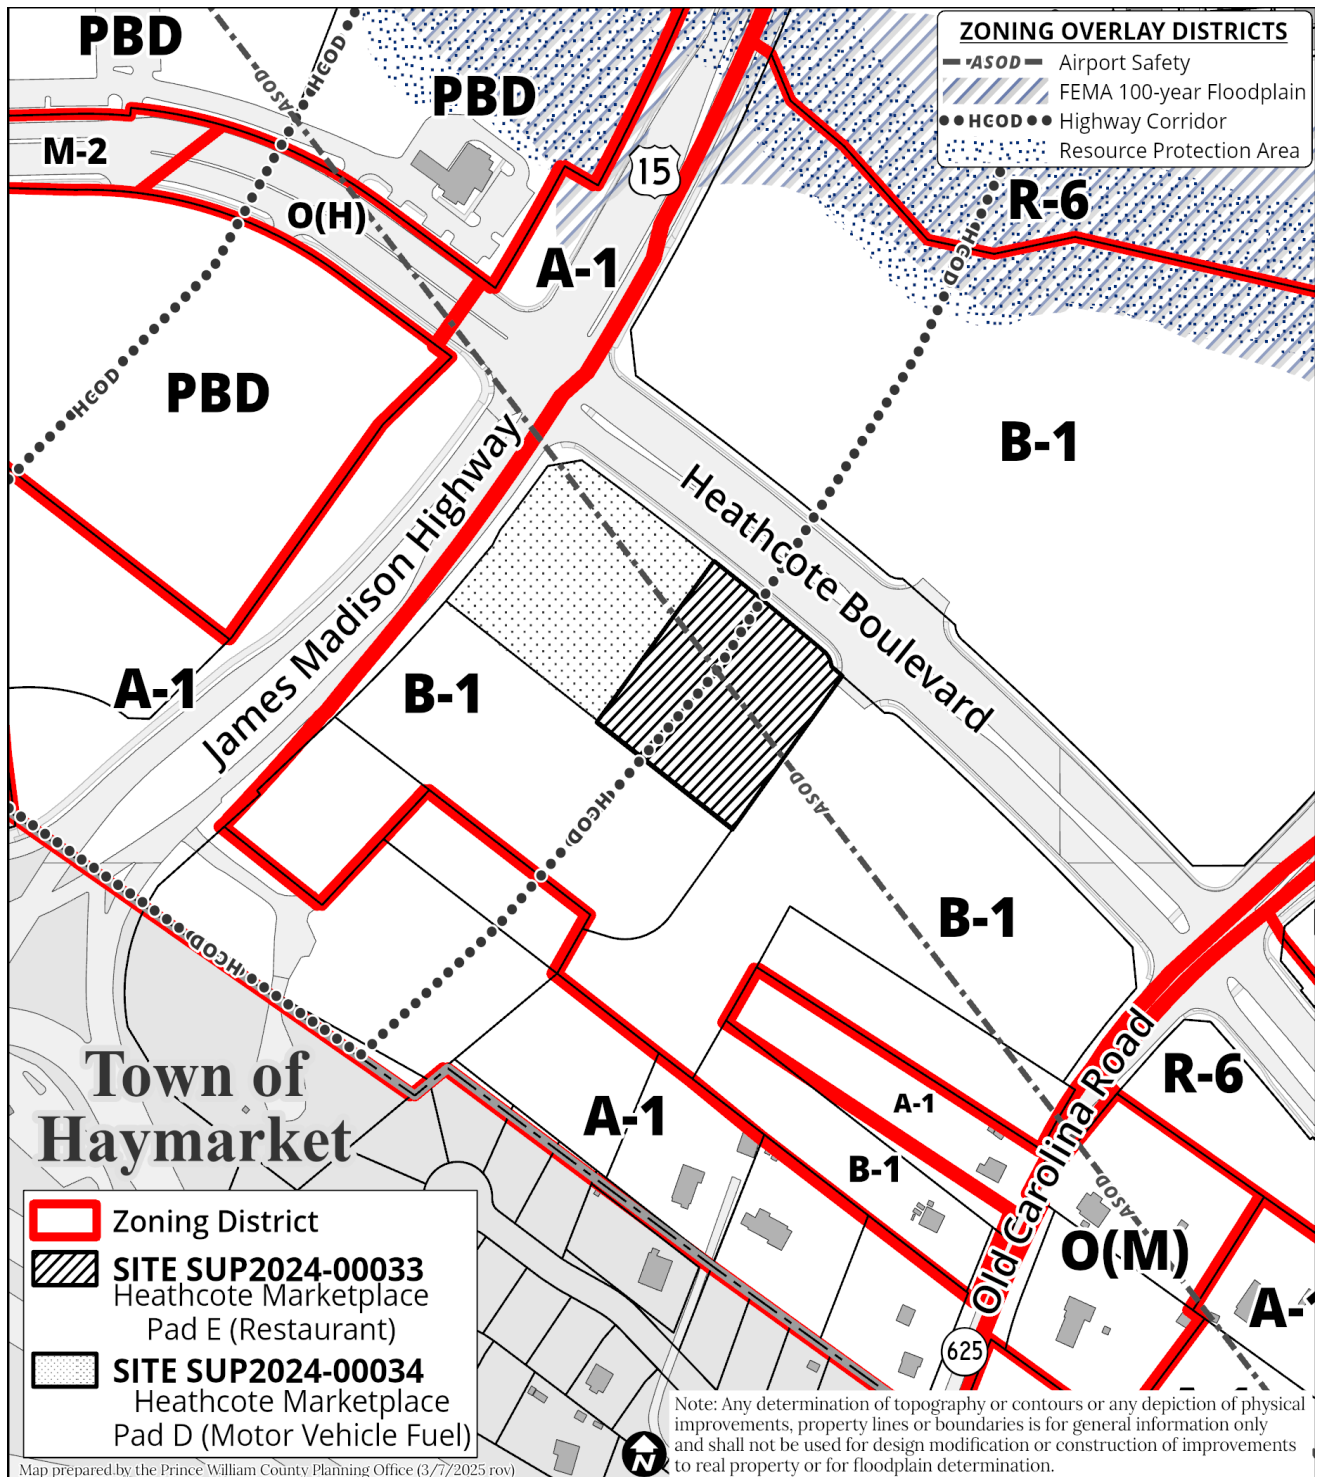 PBD
PBD
ZONING OVERLAY DISTRICTS
ASOD Airport Safety
FEMA 100-year Floodplain
HCOD Highway Corridor
Resource Protection Area
HCOD
ASOD
M-2
15
R-6
O(H)
A-1
HCOD
HCOD
PBD
B-1
James Madison Highway
Heathcote Boulevard
A-1
B-1
ASOD
HCOD
B-1
HCOD
Old Carolina Road
Town of
Haymarket
R-6
A-1
A-1
B-1
ASOD
O(M)
A-1
625
Zoning District
SITE SUP2024-00033
Heathcote Marketplace
Pad E (Restaurant)
SITE SUP2024-00034
Heathcote Marketplace
Pad D (Motor Vehicle Fuel)
N
Note: Any determination of topography or contours or any depiction of physical
improvements, property lines or boundaries is for general information only
and shall not be used for design modification or construction of improvements
to real property or for floodplain determination.
Map prepared by the Prince William County Planning Office (3/7/2025 rov)